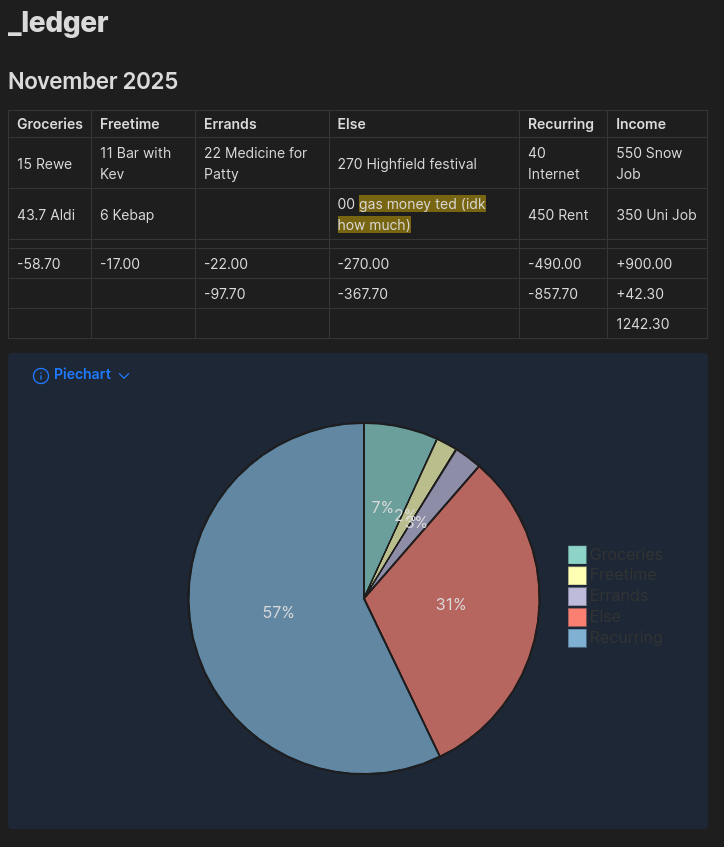 _ledger
November 2025
Groceries Freetime Errands Else Recurring Income
15 Rewe 11 Bar with Kev 22 Medicine for Patty 270 Highfield festival 40 Internet 550 Snow Job
43.7 Aldi 6 Kebap 00 gas money ted (idk how much) 450 Rent 350 Uni Job
-58.70 -17.00 -22.00 -270.00 -490.00 +900.00
-97.70 -367.70 -857.70 +42.30
1242.30
Piechart
7%
2%
3%
31%
57%
Groceries
Freetime
Errands
Else
Recurring